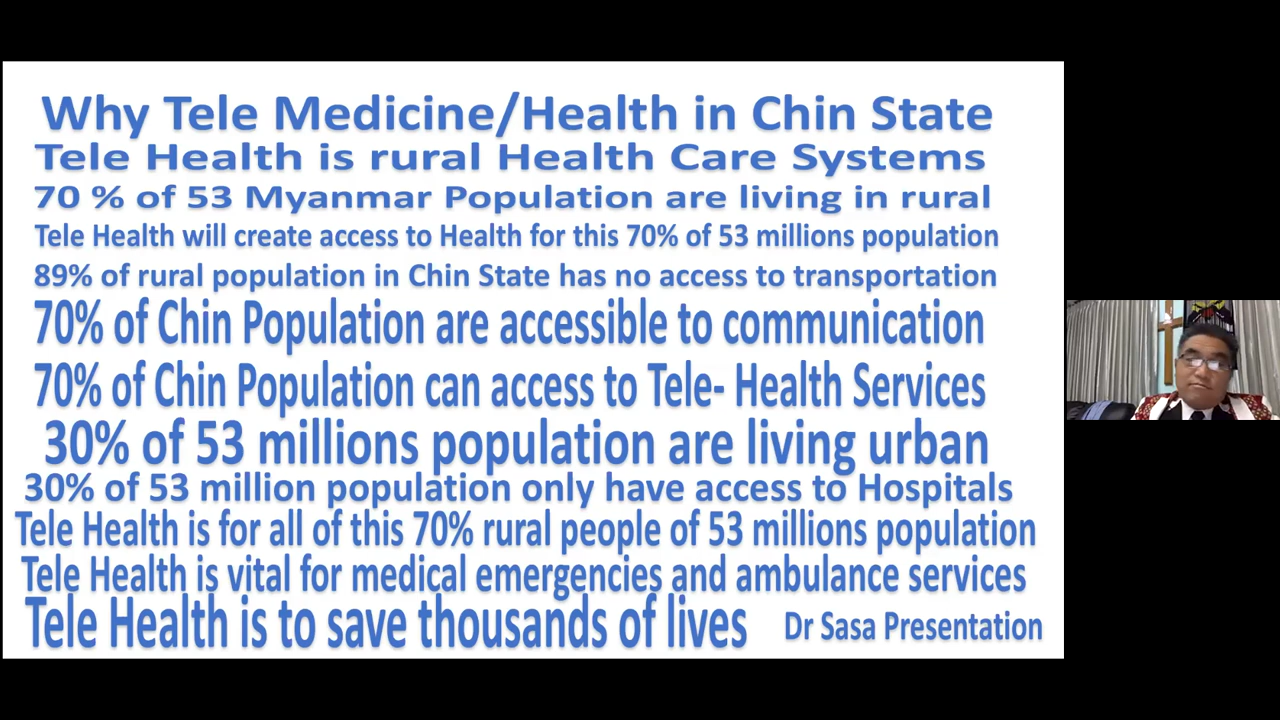 Why Tele Medicine/Health in Chin State
Tele Health is rural Health Care Systems
70 % of 53 Myanmar Population are living in rural
Tele Health will create access to Health for this 70% of 53 millions population
89% of rural population in Chin State has no access to transportation
70% of Chin Population are accessible to communication
70% of Chin Population can access to Tele- Health Services
30% of 53 millions population are living urban
30% of 53 million population only have access to Hospitals
Tele Health is for all of this 70% rural people of 53 millions population
Tele Health is vital for medical emergencies and ambulance services
Tele Health is to save thousands of lives
Dr Sasa Presentation